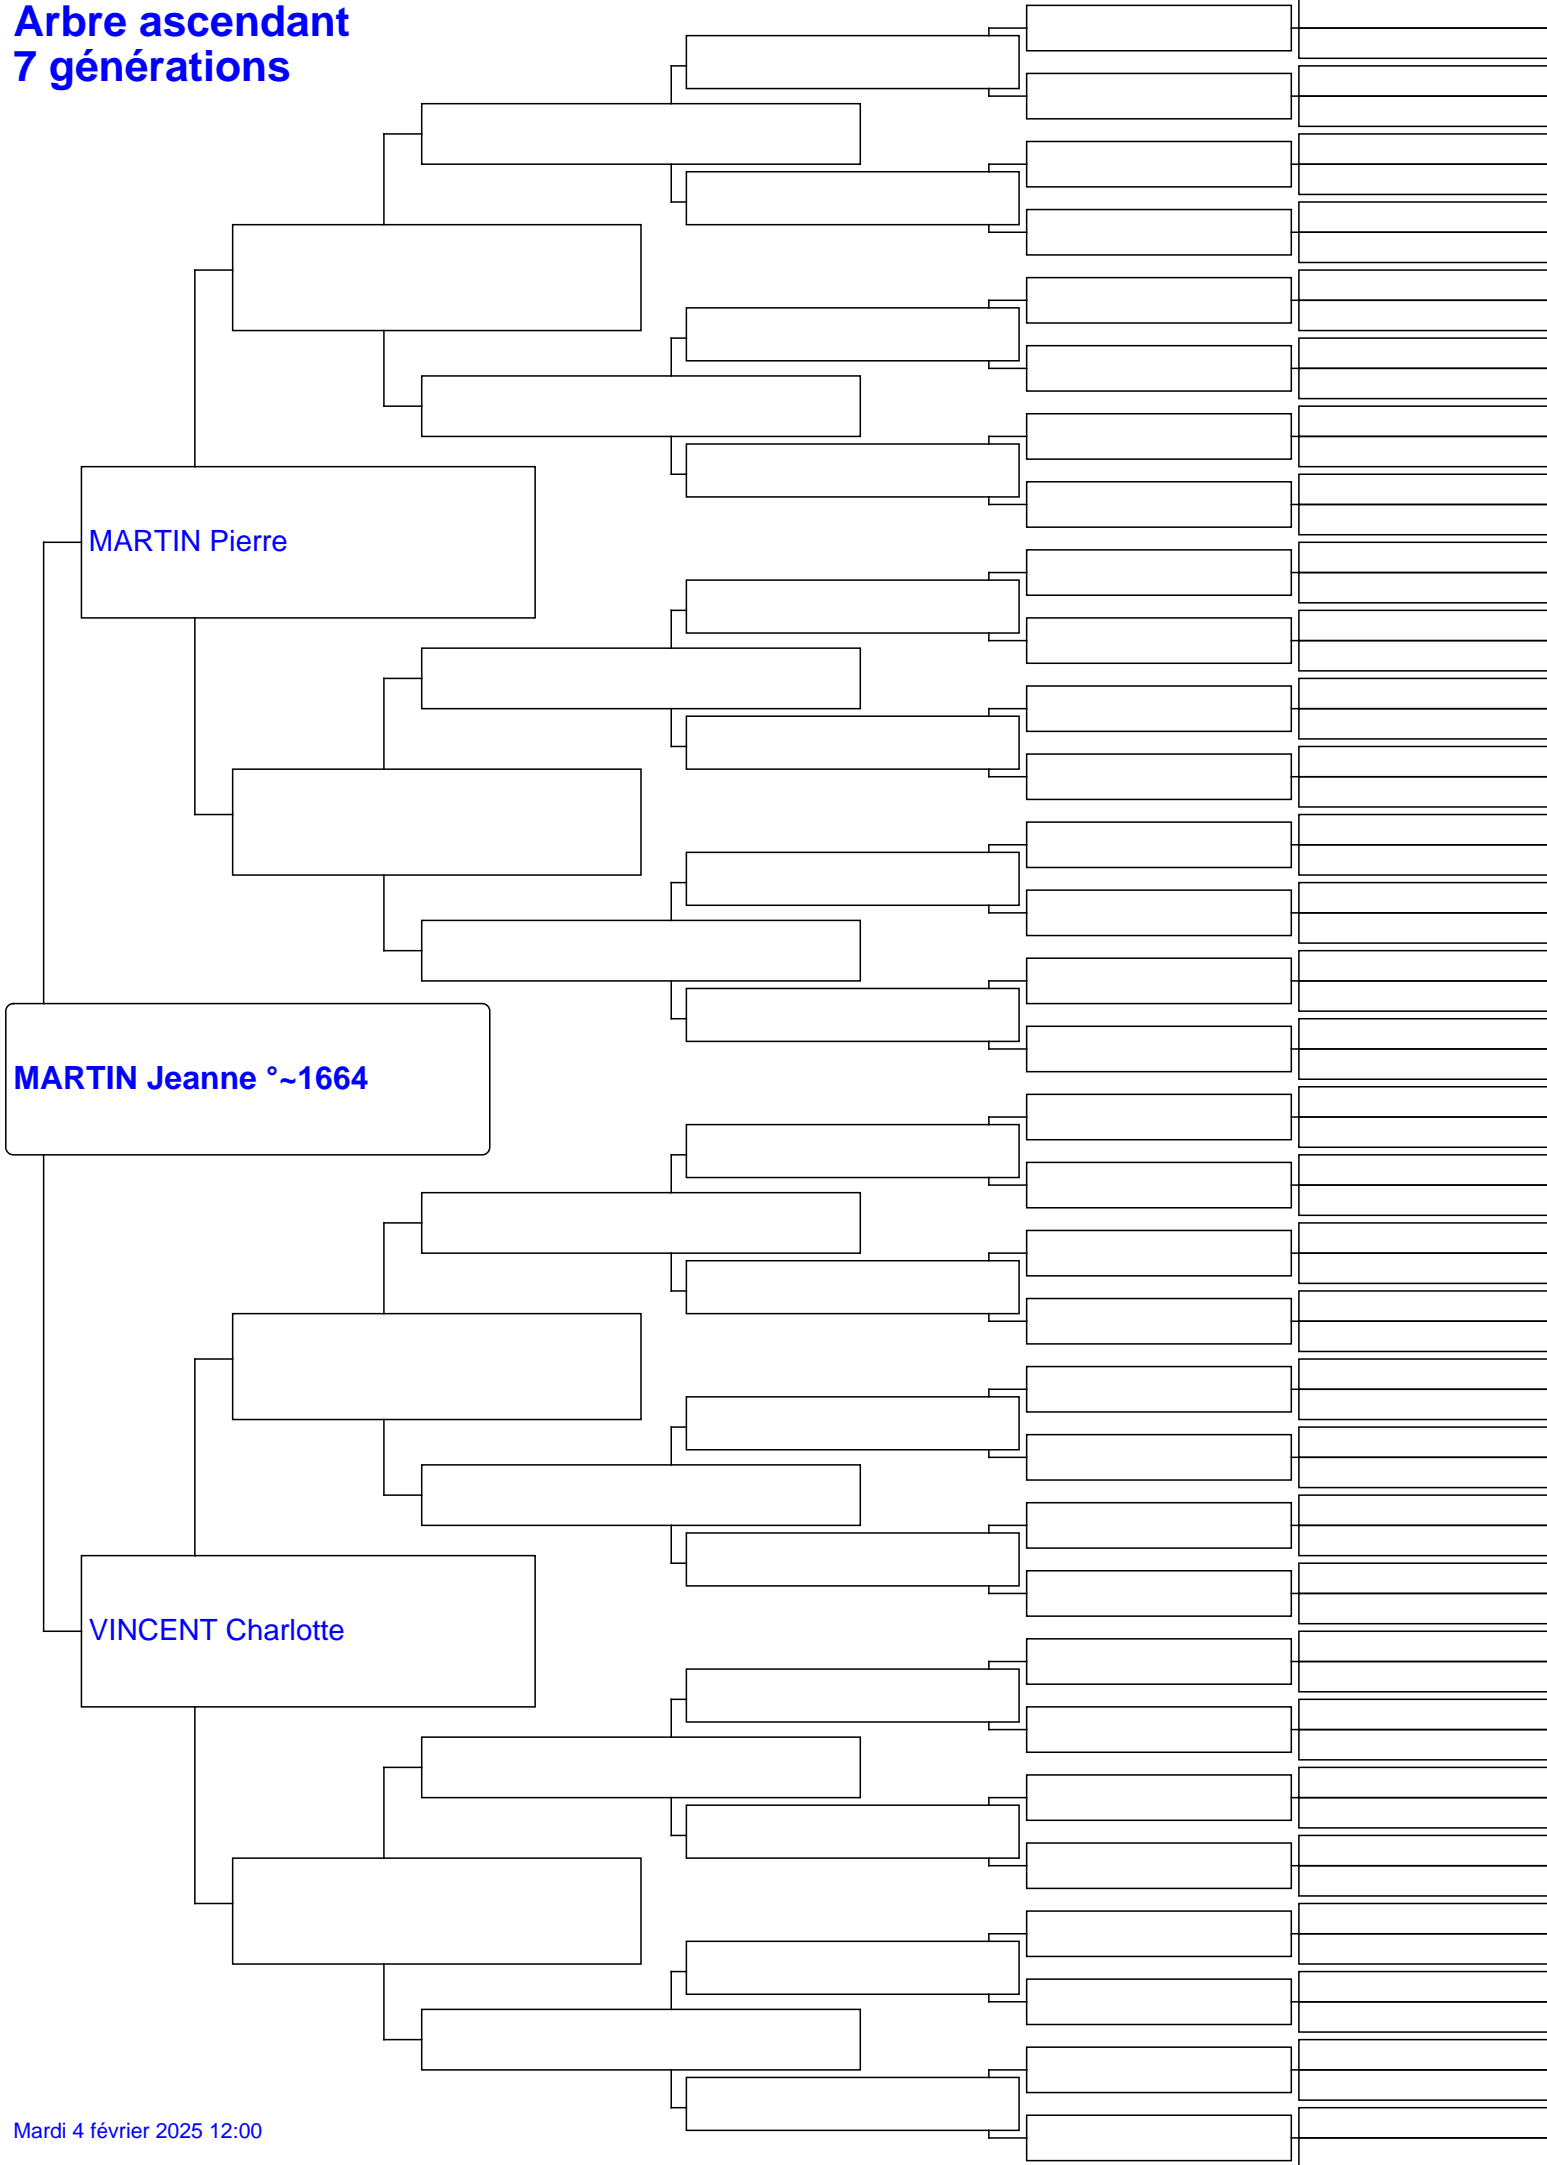 Arbre ascendant
7 générations
MARTIN Pierre
MARTIN Jeanne °~1664
VINCENT Charlotte
Mardi 4 février 2025 12:00